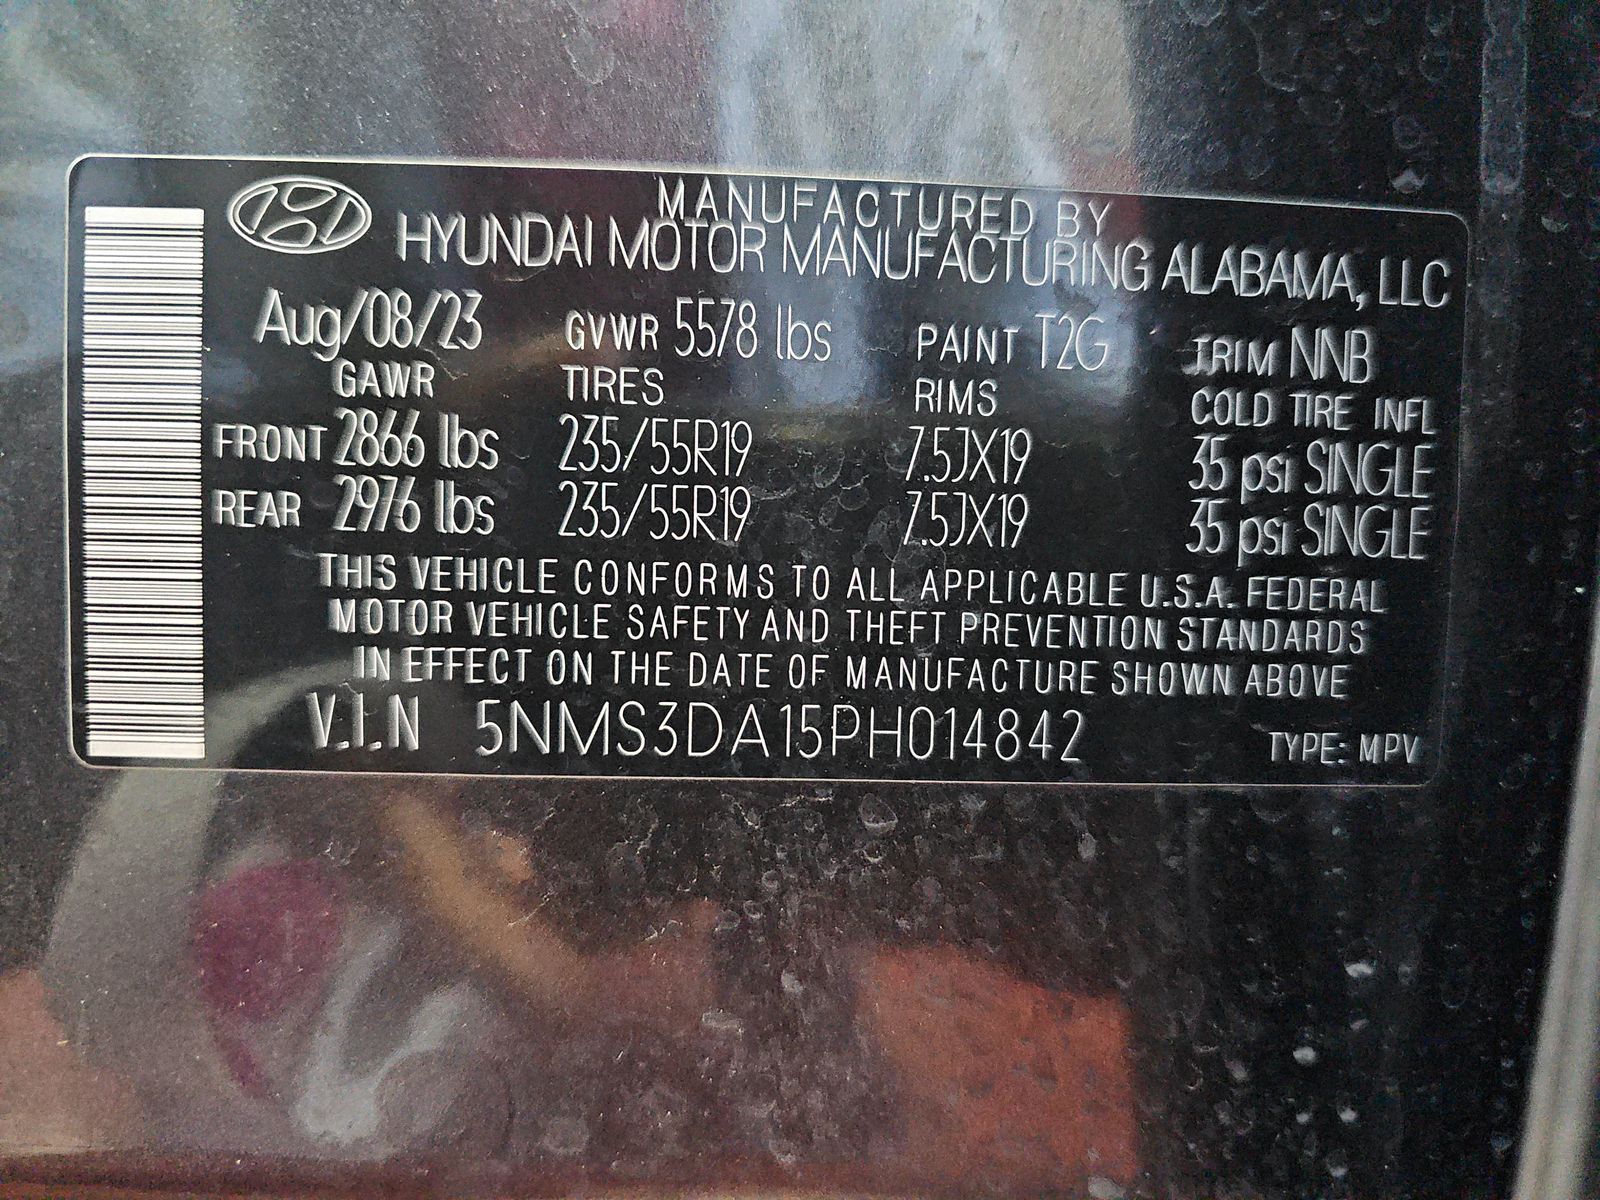 MANUFACTURED BY
HYUNDAI MOTOR MANUFACTURING ALABAMA, LLC
Aug/08/23 GVWR 5578 lbs PAINT T2G TRIM NNB
GAWR TIRES RIMS COLD TIRE INFL
FRONT 2866 lbs 235/55R19 7.5JX19 35 psi SINGLE
REAR 2976 lbs 235/55R19 7.5JX19 35 psi SINGLE
THIS VEHICLE CONFORMS TO ALL APPLICABLE U.S.A. FEDERAL
MOTOR VEHICLE SAFETY AND THEFT PREVENTION STANDARDS
IN EFFECT ON THE DATE OF MANUFACTURE SHOWN ABOVE
V.I.N 5NMS3DA15PH014842 TYPE: MPV